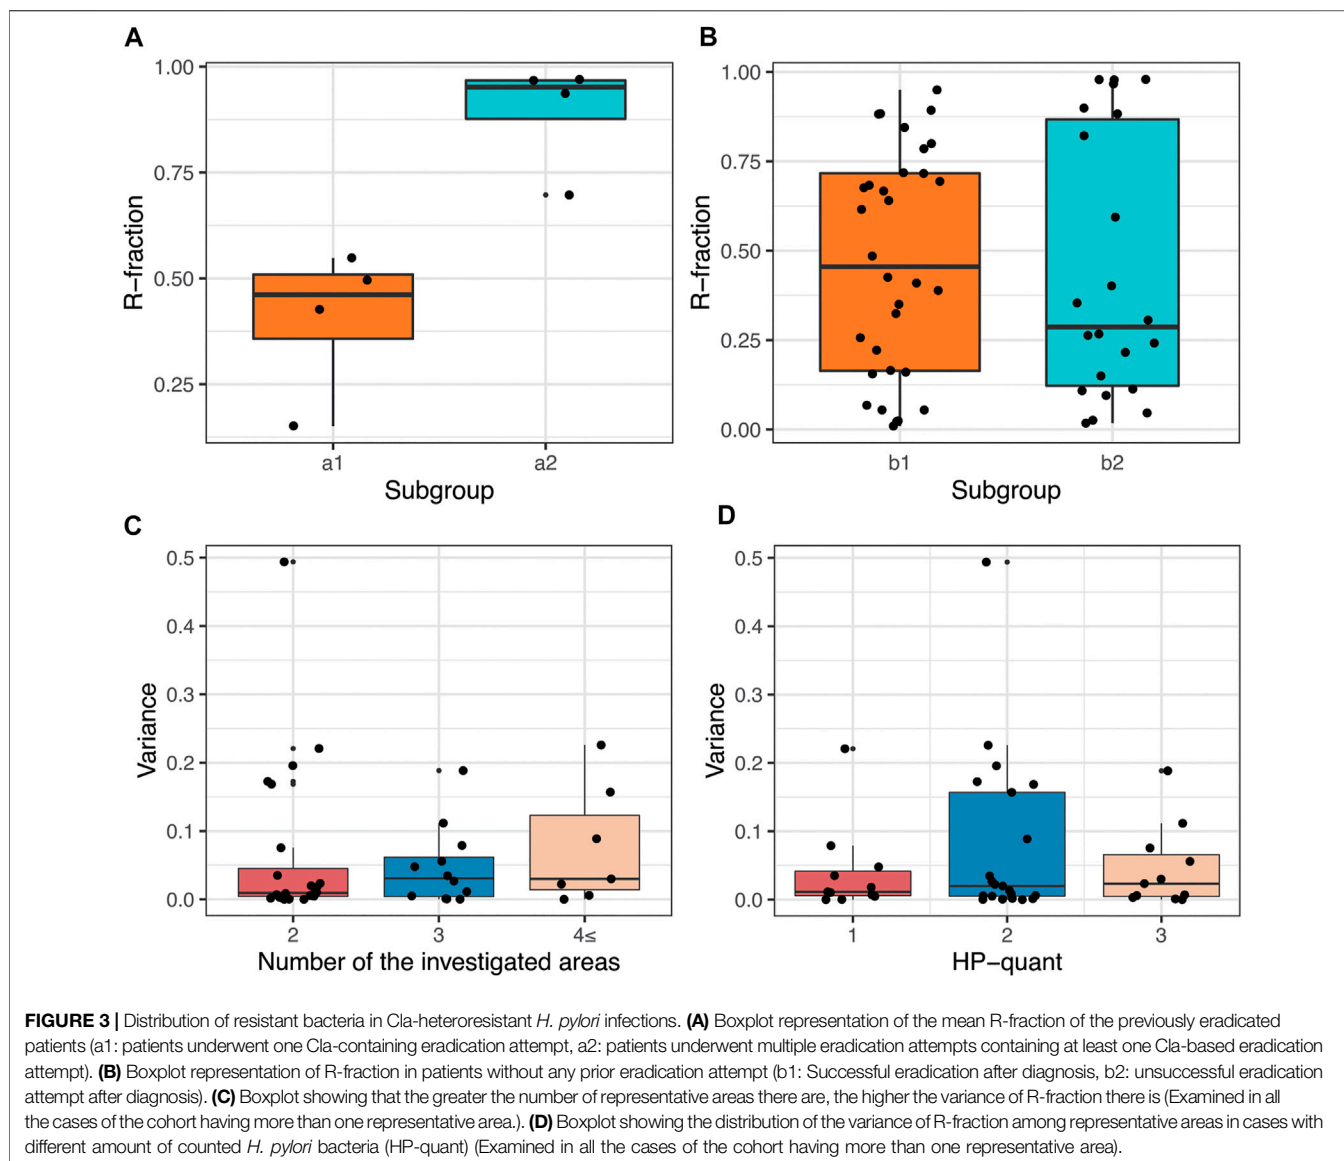 A
B
1.00
0.75
0.50
0.25
R−fraction
a1
a2
Subgroup
1.00
0.75
0.50
0.25
0.00
R−fraction
b1
b2
Subgroup
C
D
0.5
0.4
0.3
0.2
0.1
0.0
Variance
2
3
4≤
Number of the investigated areas
0.5
0.4
0.3
0.2
0.1
0.0
Variance
1
2
3
HP−quant
FIGURE 3 | Distribution of resistant bacteria in Cla-heteroresistant H. pylori infections. (A) Boxplot representation of the mean R-fraction of the previously eradicated
patients (a1: patients underwent one Cla-containing eradication attempt, a2: patients underwent multiple eradication attempts containing at least one Cla-based eradication
attempt). (B) Boxplot representation of R-fraction in patients without any prior eradication attempt (b1: Successful eradication after diagnosis, b2: unsuccessful eradication
attempt after diagnosis). (C) Boxplot showing that the greater the number of representative areas there are, the higher the variance of R-fraction there is (Examined in all
the cases of the cohort having more than one representative area.). (D) Boxplot showing the distribution of the variance of R-fraction among representative areas in cases with
different amount of counted H. pylori bacteria (HP-quant) (Examined in all the cases of the cohort having more than one representative area).